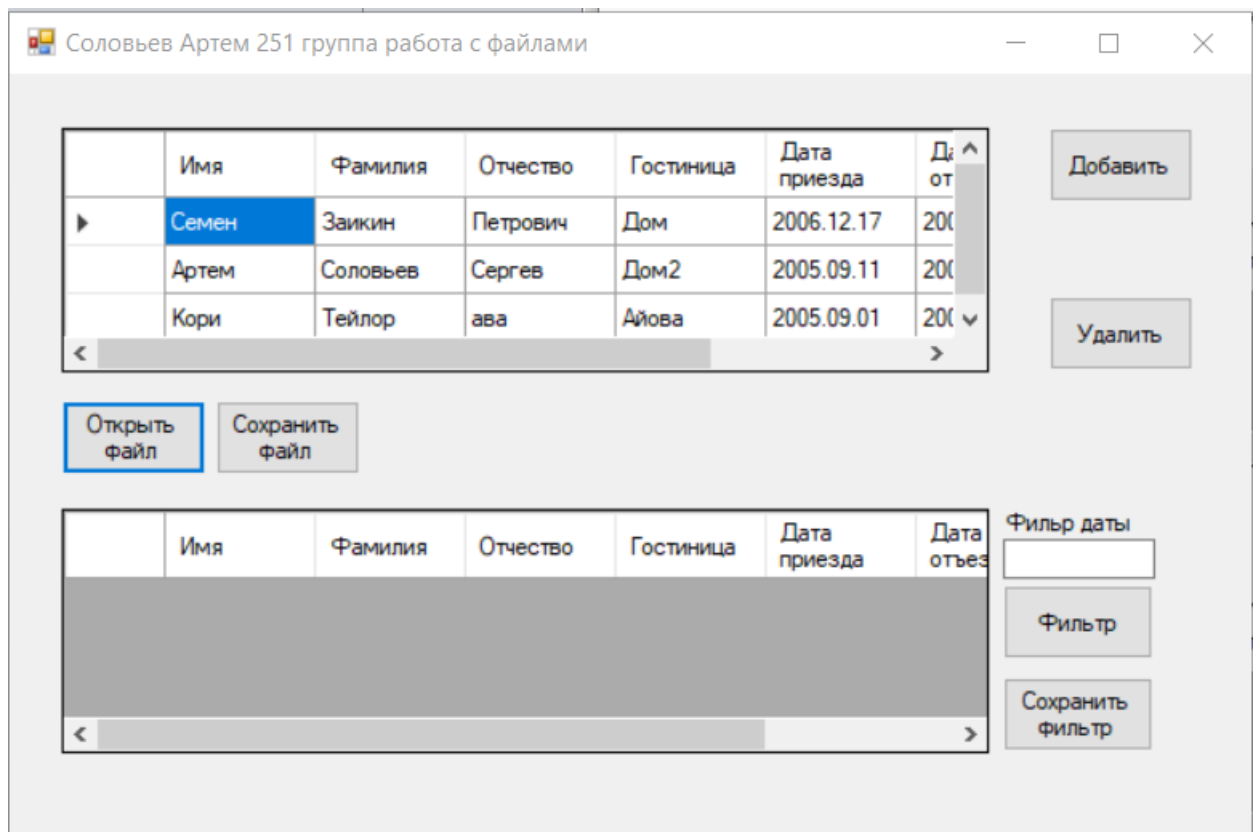 Соловьев Артем 251 группа работа с файлами
Имя Фамилия Отчество Гостиница Дата приезда
Семен Заикин Петрович Дом 2006.12.17
Артем Соловьев Сергев Дом2 2005.09.11
Кори Тейлор ава Айова 2005.09.01
Добавить
Удалить
Открыть
файл
Сохранить
файл
Имя Фамилия Отчество Гостиница Дата приезда Дата
Фильр даты
Фильтр
Сохранить
фильтр